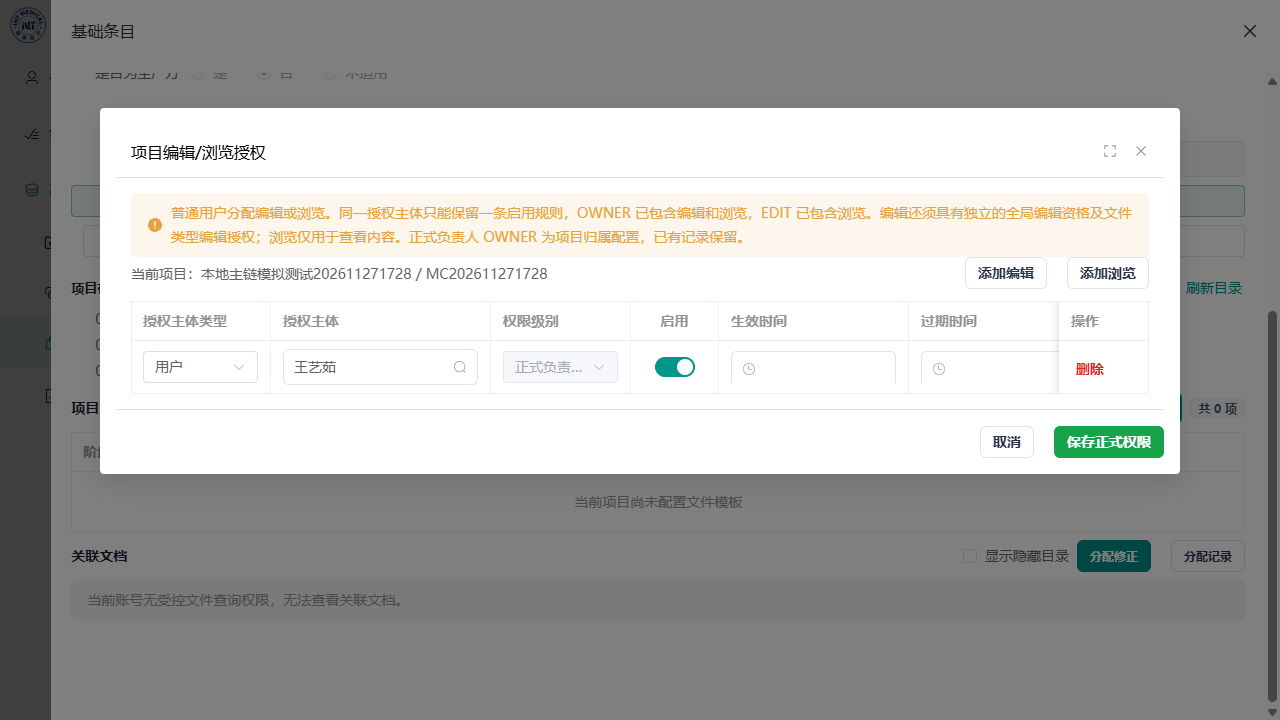 基础条目
项目编辑/浏览授权
普通用户分配编辑或浏览。同一授权主体只能保留一条启用规则，OWNER 已包含编辑和浏览，EDIT 已包含浏览。编辑还须具有独立的全局编辑资格及文件
类型编辑授权；浏览仅用于查看内容。正式负责人 OWNER 为项目归属配置，已有记录保留。
当前项目：本地主链模拟测试202611271728 / MC202611271728
添加编辑 添加浏览
刷新目录
授权主体类型 授权主体 权限级别 启用 生效时间 过期时间 操作
用户 王艺茹 正式负责... 删除
共 0 项
取消 保存正式权限
当前项目尚未配置文件模板
关联文档 显示隐藏目录 分配修正 分配记录
当前账号无受控文件查询权限，无法查看关联文档。